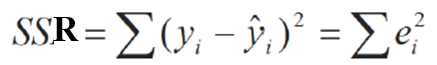 SSR = ∑(yᵢ − ŷᵢ)² = ∑eᵢ²